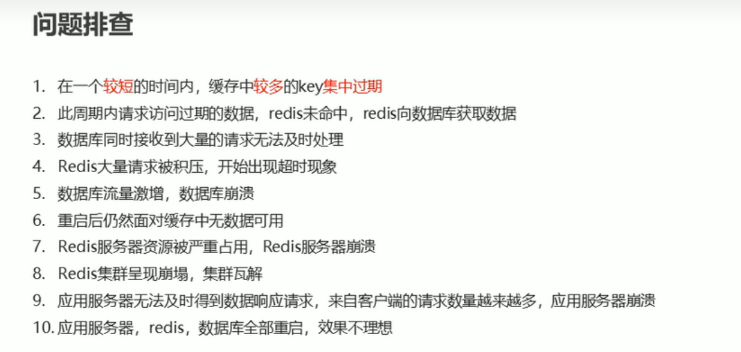 问题排查
1. 在一个较短的时间内，缓存中较多的key集中过期
2. 此周期内请求访问过期的数据，redis未命中，redis向数据库获取数据
3. 数据库同时接收到大量的请求无法及时处理
4. Redis大量请求被积压，开始出现超时现象
5. 数据库流量激增，数据库崩溃
6. 重启后仍然面对缓存中无数据可用
7. Redis服务器资源被严重占用，Redis服务器崩溃
8. Redis集群呈现崩塌，集群瓦解
9. 应用服务器无法及时得到数据响应请求，来自客户端的请求数量越来越多，应用服务器崩溃
10. 应用服务器，redis，数据库全部重启，效果不理想